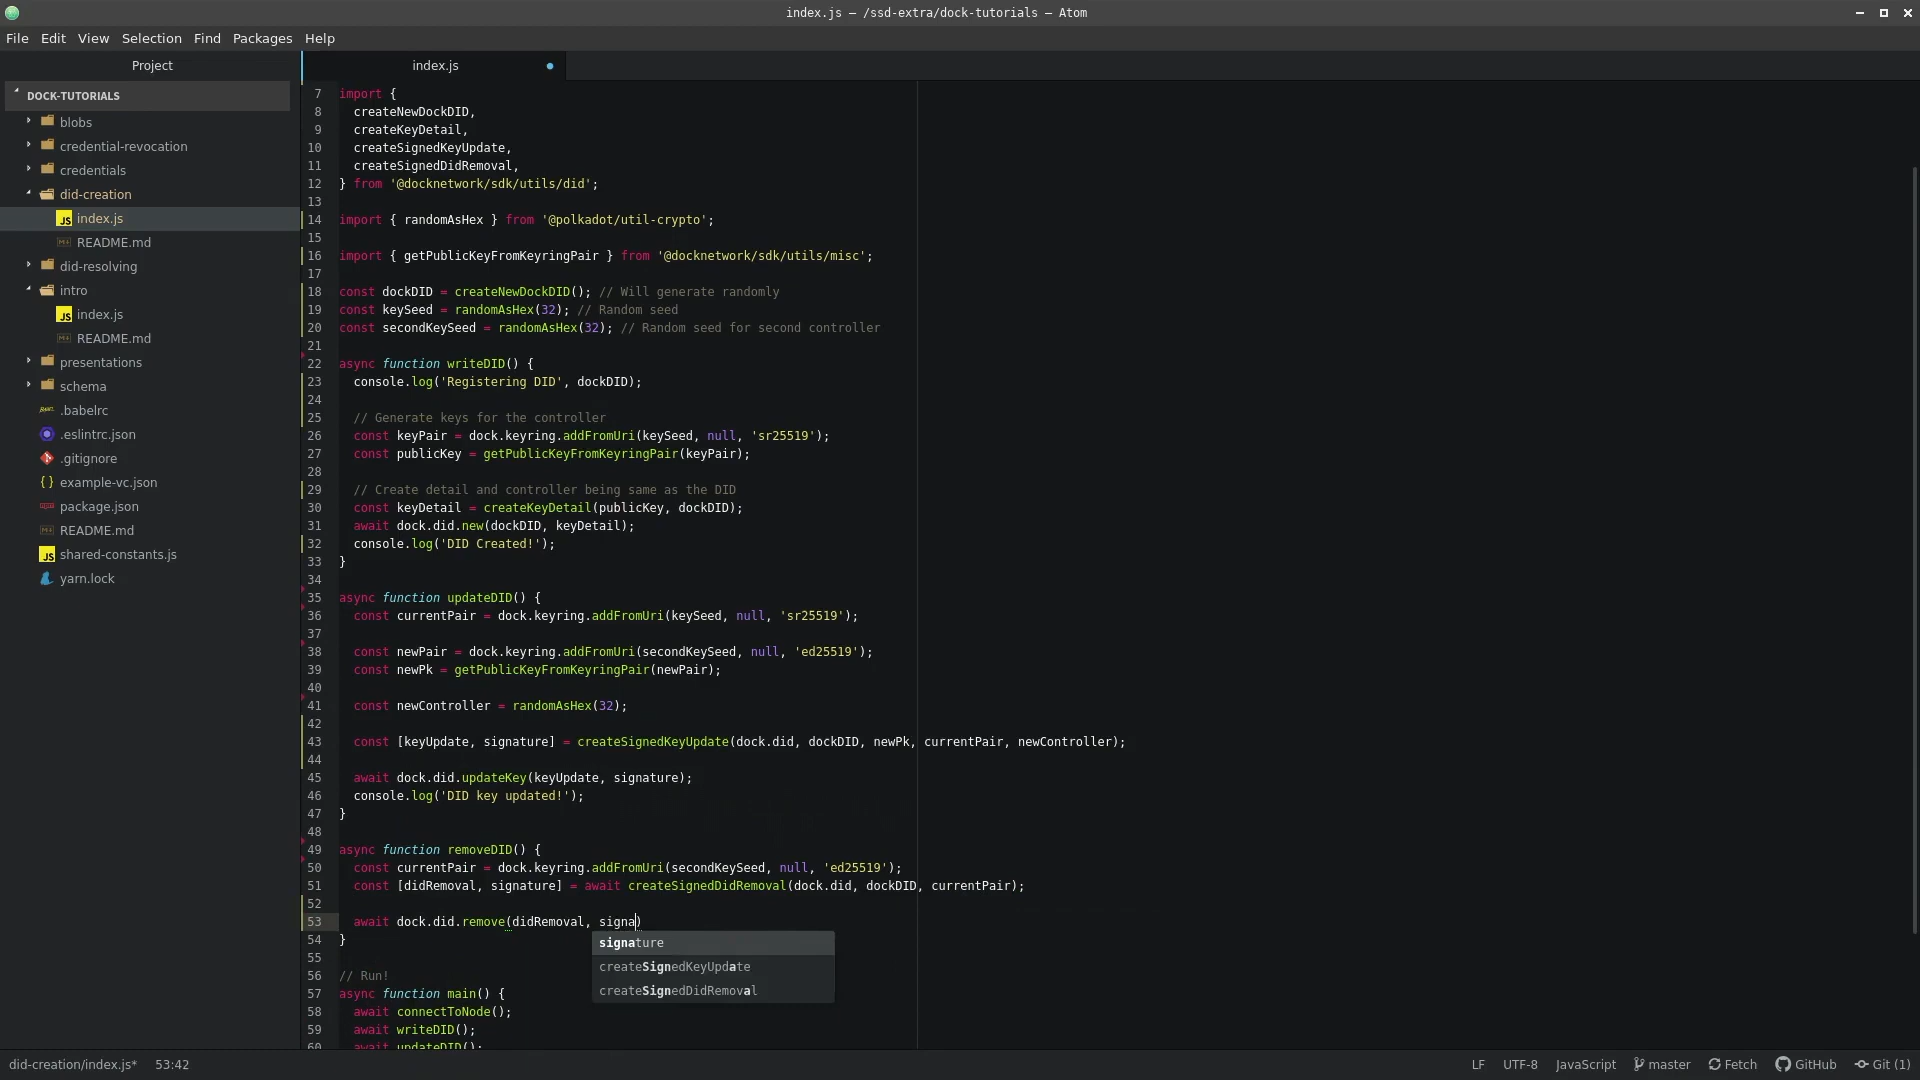 index.js — /ssd-extra/dock-tutorials — Atom
File Edit View Selection Find Packages Help
Project
index.js
DOCK-TUTORIALS
blobs
credential-revocation
credentials
did-creation
index.js
README.md
did-resolving
intro
index.js
README.md
presentations
schema
.babelrc
.eslintrc.json
.gitignore
example-vc.json
package.json
README.md
shared-constants.js
yarn.lock
7 import {
8 createNewDockDID,
9 createKeyDetail,
10 createSignedKeyUpdate,
11 createSignedDidRemoval,
12 } from '@docknetwork/sdk/utils/did';
13
14 import { randomAsHex } from '@polkadot/util-crypto';
15
16 import { getPublicKeyFromKeyringPair } from '@docknetwork/sdk/utils/misc';
17
18 const dockDID = createNewDockDID(); // Will generate randomly
19 const keySeed = randomAsHex(32); // Random seed
20 const secondKeySeed = randomAsHex(32); // Random seed for second controller
21
22 async function writeDID() {
23 console.log('Registering DID', dockDID);
24
25 // Generate keys for the controller
26 const keyPair = dock.keyring.addFromUri(keySeed, null, 'sr25519');
27 const publicKey = getPublicKeyFromKeyringPair(keyPair);
28
29 // Create detail and controller being same as the DID
30 const keyDetail = createKeyDetail(publicKey, dockDID);
31 await dock.did.new(dockDID, keyDetail);
32 console.log('DID Created!');
33 }
34
35 async function updateDID() {
36 const currentPair = dock.keyring.addFromUri(keySeed, null, 'sr25519');
37
38 const newPair = dock.keyring.addFromUri(secondKeySeed, null, 'ed25519');
39 const newPk = getPublicKeyFromKeyringPair(newPair);
40
41 const newController = randomAsHex(32);
42
43 const [keyUpdate, signature] = createSignedKeyUpdate(dock.did, dockDID, newPk, currentPair, newController);
44
45 await dock.did.updateKey(keyUpdate, signature);
46 console.log('DID key updated!');
47 }
48
49 async function removeDID() {
50 const currentPair = dock.keyring.addFromUri(secondKeySeed, null, 'ed25519');
51 const [didRemoval, signature] = await createSignedDidRemoval(dock.did, dockDID, currentPair);
52
53 await dock.did.remove(didRemoval, signa)
54 }
signature
createSignedKeyUpdate
createSignedDidRemoval
55
56 // Run!
57 async function main() {
58 await connectToNode();
59 await writeDID();
60 await updateDID();
did-creation/index.js* 53:42 LF UTF-8 JavaScript master Fetch GitHub Git (1)